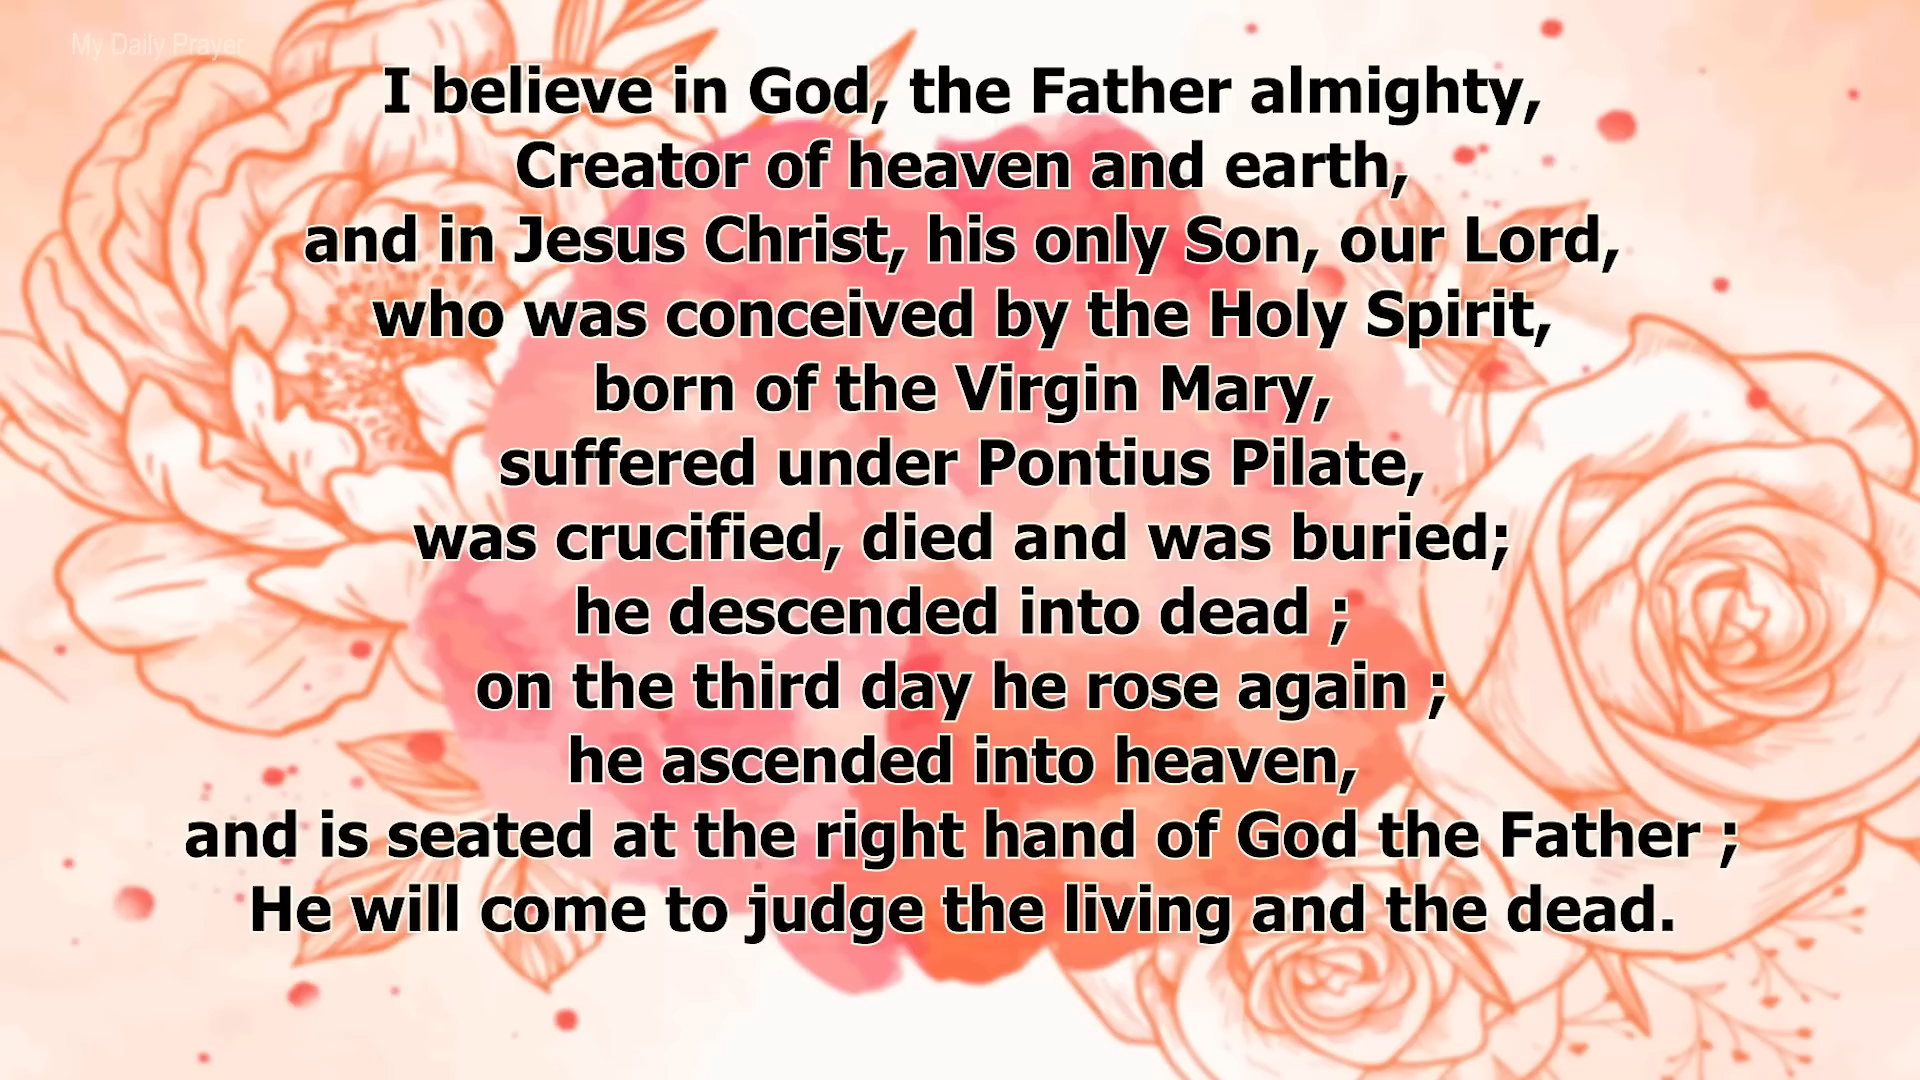 My Daily Prayer
I believe in God, the Father almighty,
Creator of heaven and earth,
and in Jesus Christ, his only Son, our Lord,
who was conceived by the Holy Spirit,
born of the Virgin Mary,
suffered under Pontius Pilate,
was crucified, died and was buried;
he descended into dead ;
on the third day he rose again ;
he ascended into heaven,
and is seated at the right hand of God the Father ;
He will come to judge the living and the dead.